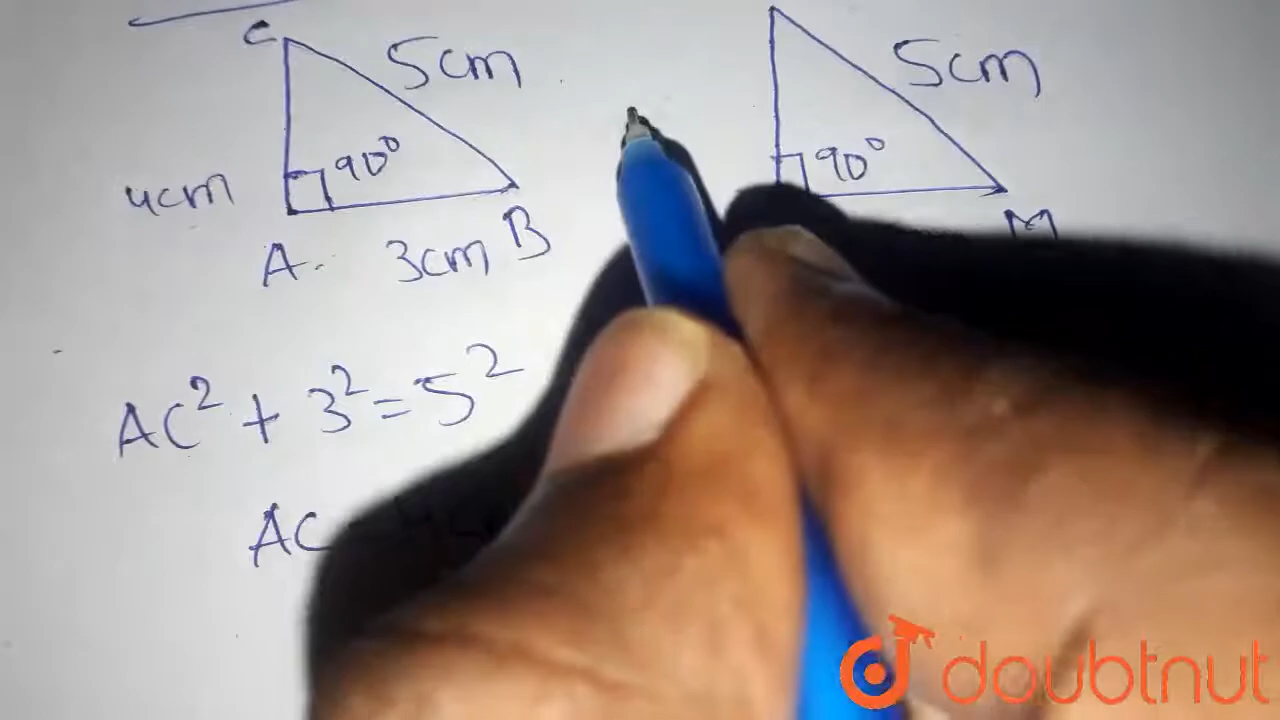 C 5cm 5cm
90° 90°
4cm
A. 3cm B M
AC² + 3² = 5²
AC
doubtnut